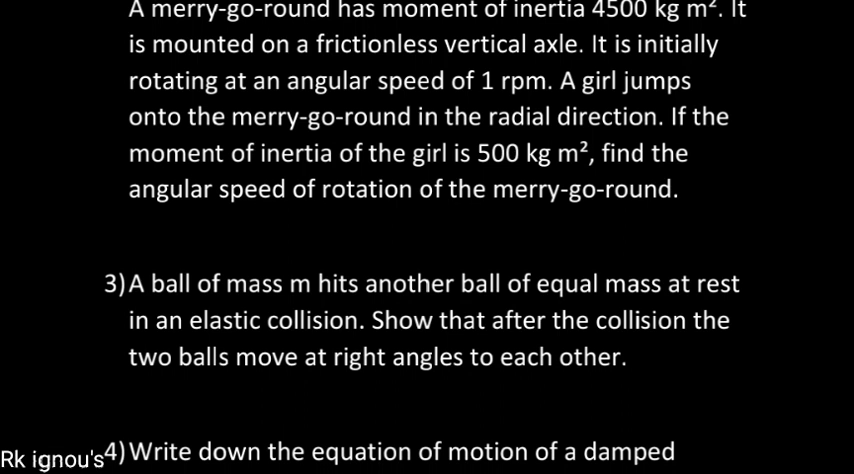 A merry-go-round has moment of inertia 4500 kg m². It
is mounted on a frictionless vertical axle. It is initially
rotating at an angular speed of 1 rpm. A girl jumps
onto the merry-go-round in the radial direction. If the
moment of inertia of the girl is 500 kg m², find the
angular speed of rotation of the merry-go-round.
3) A ball of mass m hits another ball of equal mass at rest
in an elastic collision. Show that after the collision the
two balls move at right angles to each other.
4) Write down the equation of motion of a damped
Rk ignou's